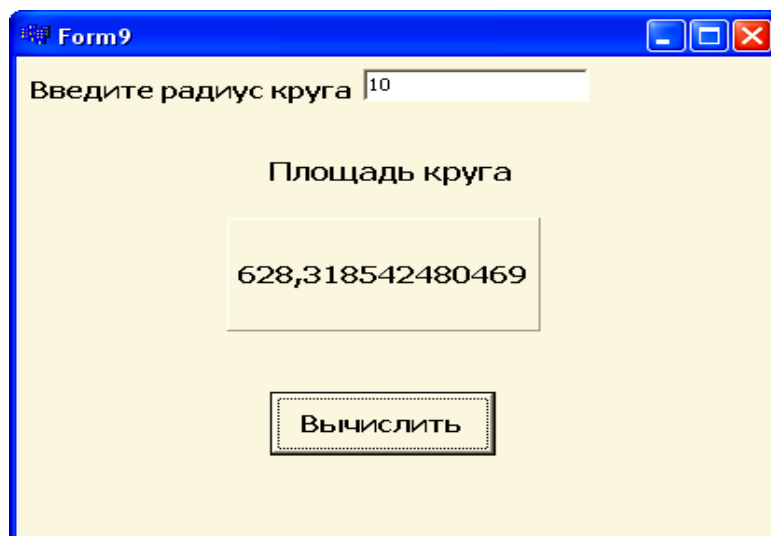 Form9
Введите радиус круга 10
Площадь круга
628,318542480469
Вычислить